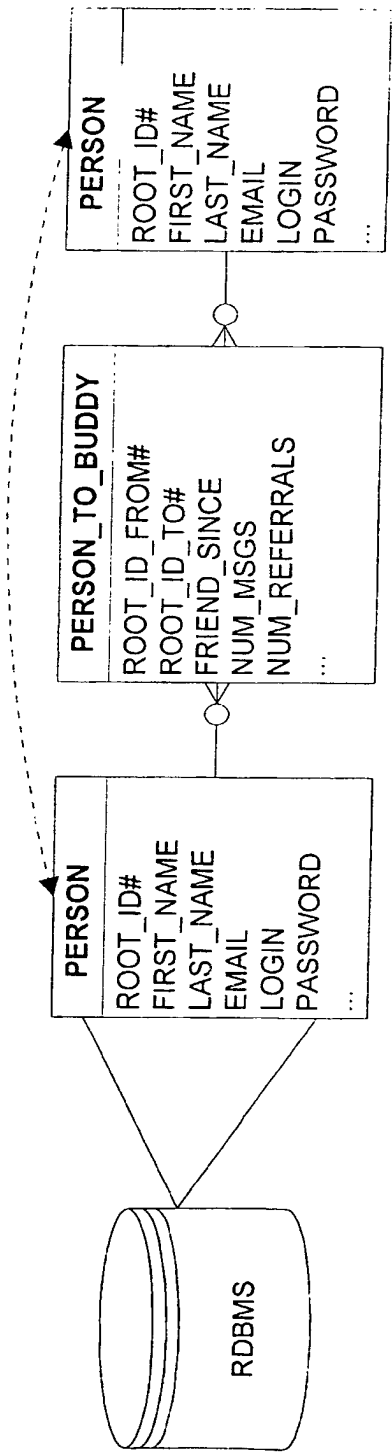 RDBMS
PERSON
ROOT_ID#
FIRST_NAME
LAST_NAME
EMAIL
LOGIN
PASSWORD
...
PERSON_TO_BUDDY
ROOT_ID_FROM#
ROOT_ID_TO#
FRIEND_SINCE
NUM_MSGS
NUM_REFERRALS
...
PERSON
ROOT_ID#
FIRST_NAME
LAST_NAME
EMAIL
LOGIN
PASSWORD
...